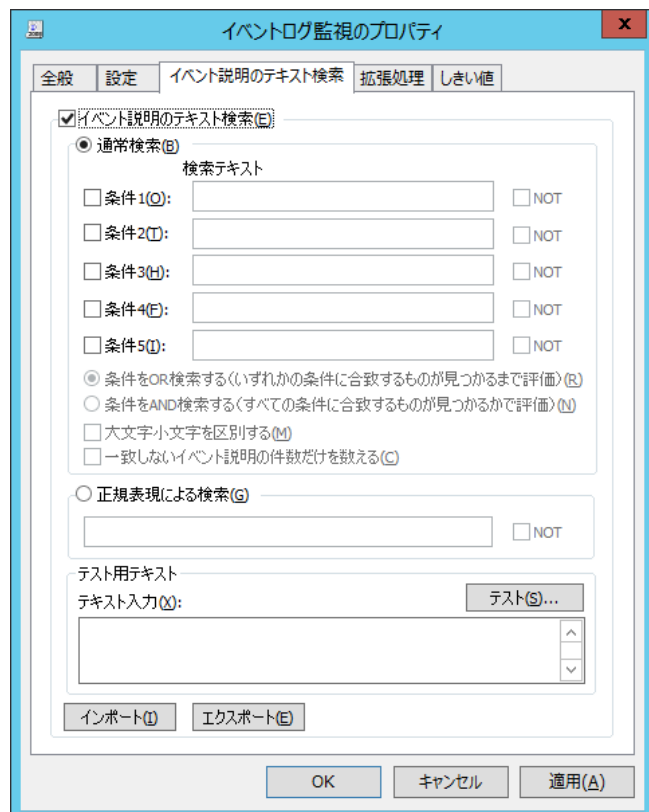 イベントログ監視のプロパティ
x
全般 設定 イベント説明のテキスト検索 拡張処理 しきい値
イベント説明のテキスト検索(E)
通常検索(B)
検索テキスト
条件1(O): NOT
条件2(T): NOT
条件3(H): NOT
条件4(F): NOT
条件5(I): NOT
条件をOR検索する(いずれかの条件に合致するものが見つかるまで評価)(R)
条件をAND検索する(すべての条件に合致するものが見つかるかで評価)(N)
大文字小文字を区別する(M)
一致しないイベント説明の件数だけを数える(C)
正規表現による検索(G)
NOT
テスト用テキスト
テキスト入力(X): テスト(S)...
インポート(I) エクスポート(E)
OK キャンセル 適用(A)